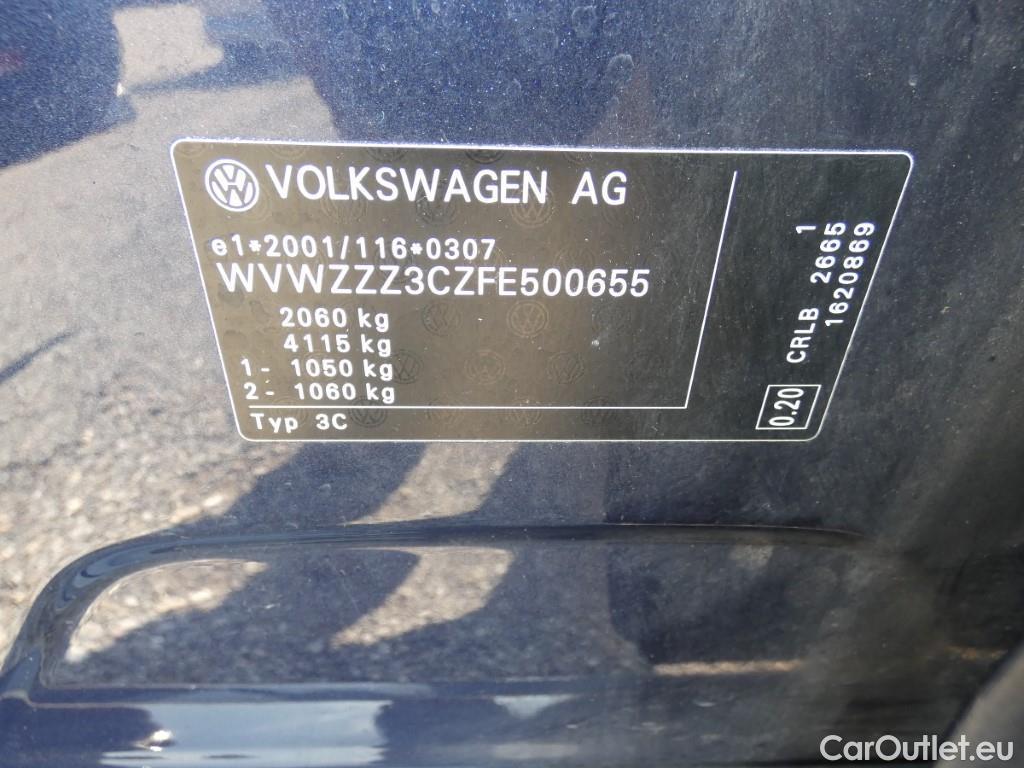 VOLKSWAGEN AG
e1*2001/116*0307
WVWZZZ3CZFE500655
2060 kg
4115 kg
1- 1050 kg
2- 1060 kg
Typ 3C
1
CRLB 2665
1620869
0.20
CarOutlet.eu